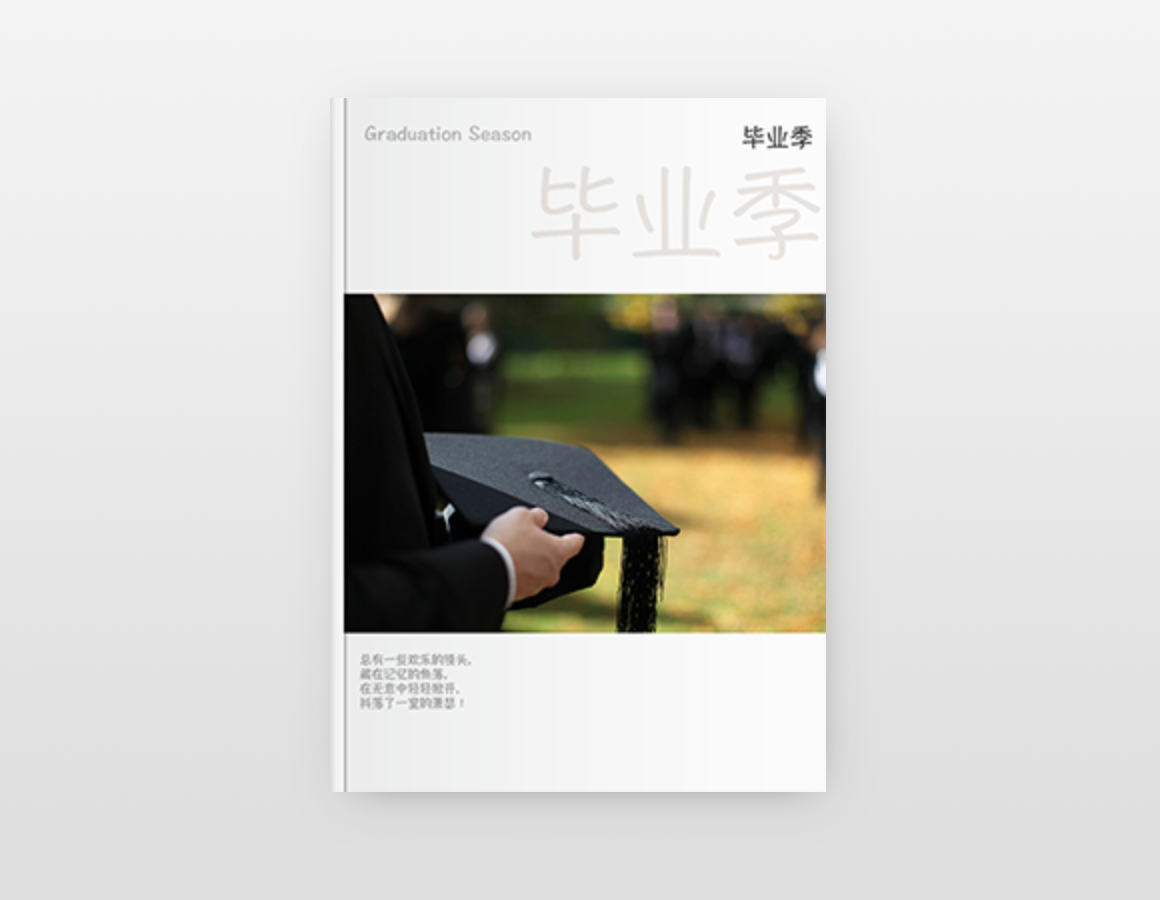 Graduation Season
毕业季
毕业季
总有一些欢乐的镜头,
藏在记忆的角落,
在无意中轻轻掀开,
抖落了一室的萧瑟!